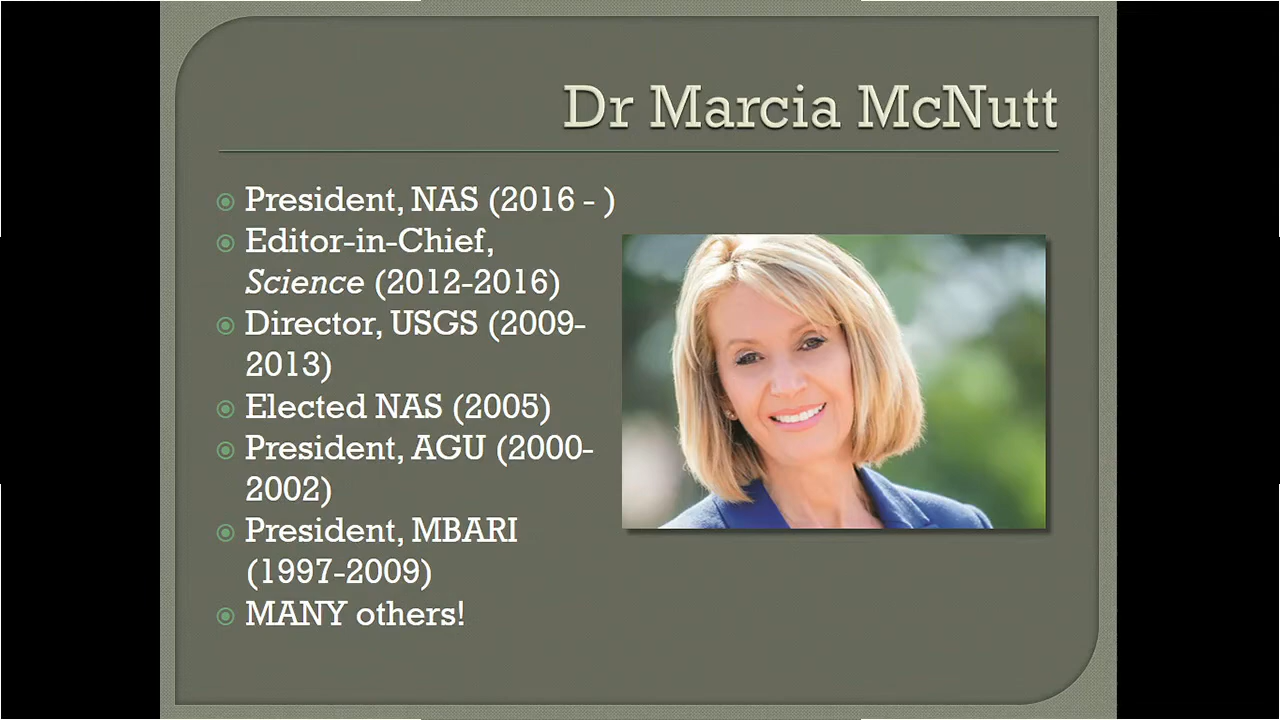 Dr Marcia McNutt
President, NAS (2016 - )
Editor-in-Chief,
Science (2012-2016)
Director, USGS (2009-
2013)
Elected NAS (2005)
President, AGU (2000-
2002)
President, MBARI
(1997-2009)
MANY others!